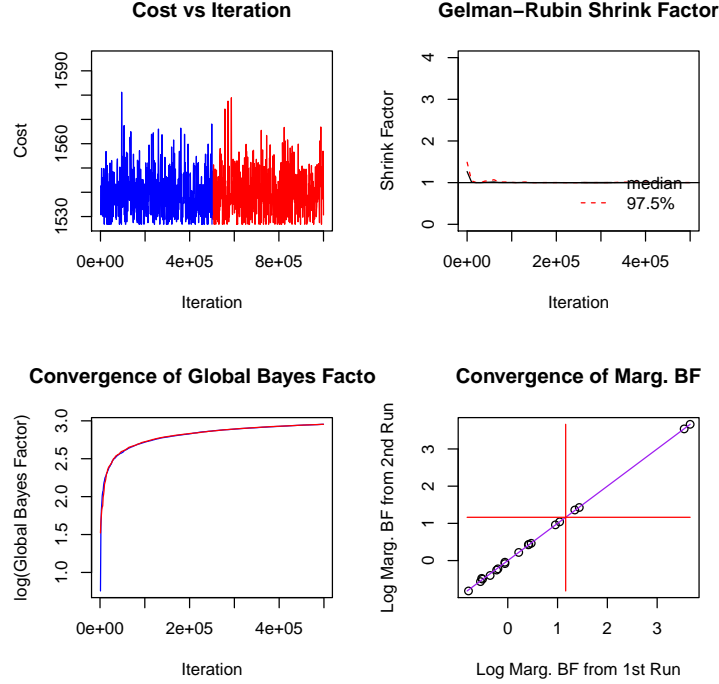 Cost vs Iteration
Cost
1530
1560
1590
0e+00
4e+05
8e+05
Iteration
Gelman−Rubin Shrink Factor
Shrink Factor
0
1
2
3
4
median
97.5%
0e+00
2e+05
4e+05
Iteration
Convergence of Global Bayes Facto
log(Global Bayes Factor)
1.0
1.5
2.0
2.5
3.0
0e+00
2e+05
4e+05
Iteration
Convergence of Marg. BF
Log Marg. BF from 2nd Run
0
1
2
3
0
1
2
3
Log Marg. BF from 1st Run